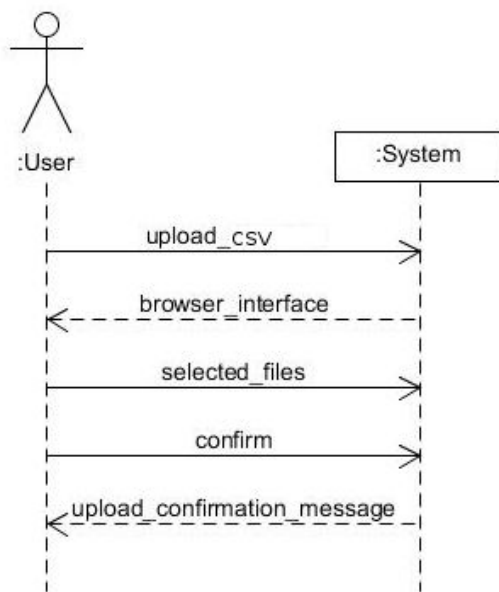 :User
:System
upload_csv
browser_interface
selected_files
confirm
upload_confirmation_message